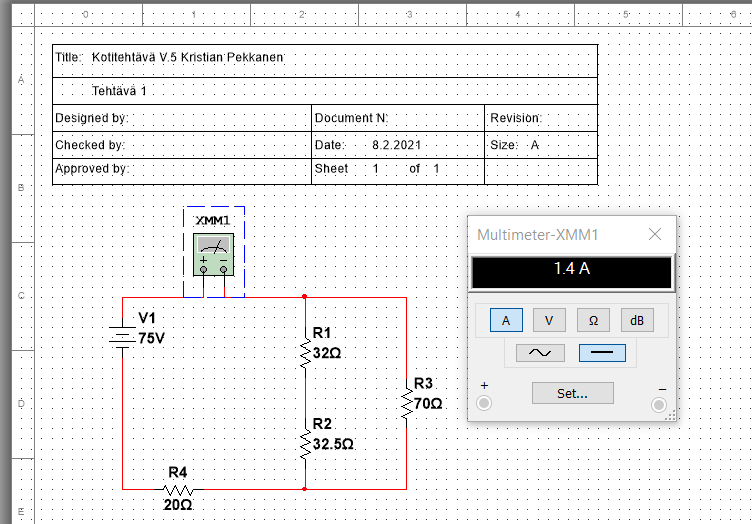 0 1 2 3 4 5 6
A
B
C
D
E
Title: Kotitehtävä V.5 Kristian Pekkanen
Tehtävä 1
Designed by: Document N: Revision:
Checked by: Date: 8.2.2021 Size: A
Approved by: Sheet 1 of 1
XMM1
+ −
V1
75V
R1
32Ω
R2
32.5Ω
R3
70Ω
R4
20Ω
Multimeter-XMM1
1.4 A
A V Ω dB
+ Set... −